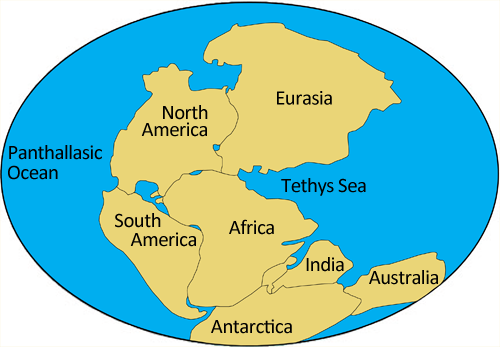 Eurasia
North
America
Panthallasic
Ocean
Tethys Sea
South
America
Africa
India
Australia
Antarctica